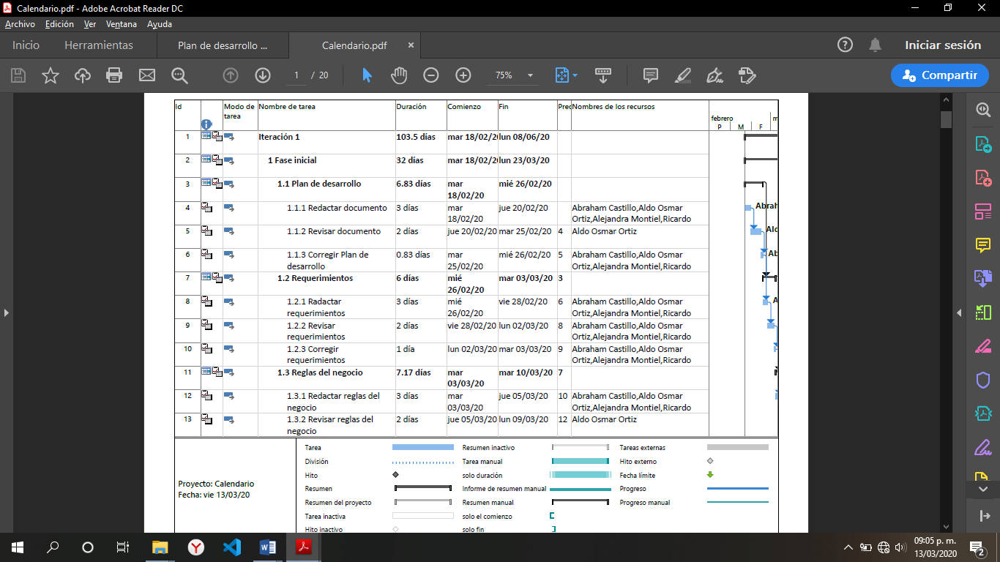 Calendario.pdf - Adobe Acrobat Reader DC
Archivo Edición Ver Ventana Ayuda
Inicio Herramientas Plan de desarrollo ... Calendario.pdf × Iniciar sesión
1 / 20 75% Compartir
Id Modo de tarea Nombre de tarea Duración Comienzo Fin Prec Nombres de los recursos
febrero m
P M F
1 Iteración 1 103.5 días mar 18/02/20 lun 08/06/20
2 1 Fase inicial 32 días mar 18/02/20 lun 23/03/20
3 1.1 Plan de desarrollo 6.83 días mar 18/02/20 mié 26/02/20
4 1.1.1 Redactar documento 3 días mar 18/02/20 jue 20/02/20 Abraham Castillo,Aldo Osmar Ortiz,Alejandra Montiel,Ricardo Abrah
5 1.1.2 Revisar documento 2 días jue 20/02/20 mar 25/02/20 4 Aldo Osmar Ortiz Ald
6 1.1.3 Corregir Plan de desarrollo 0.83 días mar 25/02/20 mié 26/02/20 5 Abraham Castillo,Aldo Osmar Ortiz,Alejandra Montiel,Ricardo Ab
7 1.2 Requerimientos 6 días mié 26/02/20 mar 03/03/20 3
8 1.2.1 Radactar requerimientos 3 días mié 26/02/20 vie 28/02/20 6 Abraham Castillo,Aldo Osmar Ortiz,Alejandra Montiel,Ricardo A
9 1.2.2 Revisar requerimientos 2 días vie 28/02/20 lun 02/03/20 8 Abraham Castillo,Aldo Osmar Ortiz,Alejandra Montiel,Ricardo
10 1.2.3 Corregir requerimientos 1 día lun 02/03/20 mar 03/03/20 9 Abraham Castillo,Aldo Osmar Ortiz,Alejandra Montiel,Ricardo
11 1.3 Reglas del negocio 7.17 días mar 03/03/20 mar 10/03/20 7
12 1.3.1 Redactar reglas del negocio 3 días mar 03/03/20 jue 05/03/20 10 Abraham Castillo,Aldo Osmar Ortiz,Alejandra Montiel,Ricardo
13 1.3.2 Revisar reglas del negocio 2 días jue 05/03/20 lun 09/03/20 12 Aldo Osmar Ortiz
Proyecto: Calendario
Fecha: vie 13/03/20
Tarea Resumen inactivo Tareas externas
División Tarea manual Hito externo
Hito solo duración Fecha límite
Resumen Informe de resumen manual Progreso
Resumen del proyecto Resumen manual Progreso manual
Tarea inactiva solo el comienzo
Hito inactivo solo fin
09:05 p. m.
13/03/2020
2